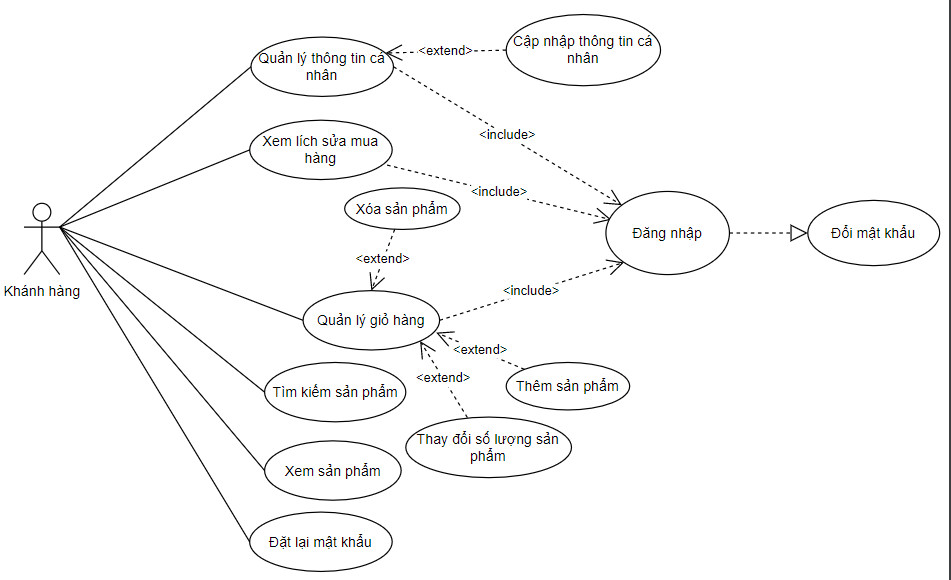 Quản lý thông tin cá
nhân
<extend>
Cập nhập thông tin cá
nhân
<include>
Xem lích sửa mua
hàng
<include>
Xóa sản phẩm
Đăng nhập
Đổi mật khẩu
<extend>
Khánh hàng
<include>
Quản lý giỏ hàng
<extend>
<extend>
Thêm sản phẩm
Tìm kiếm sản phẩm
Thay đổi số lượng sản
phẩm
Xem sản phẩm
Đặt lại mật khẩu